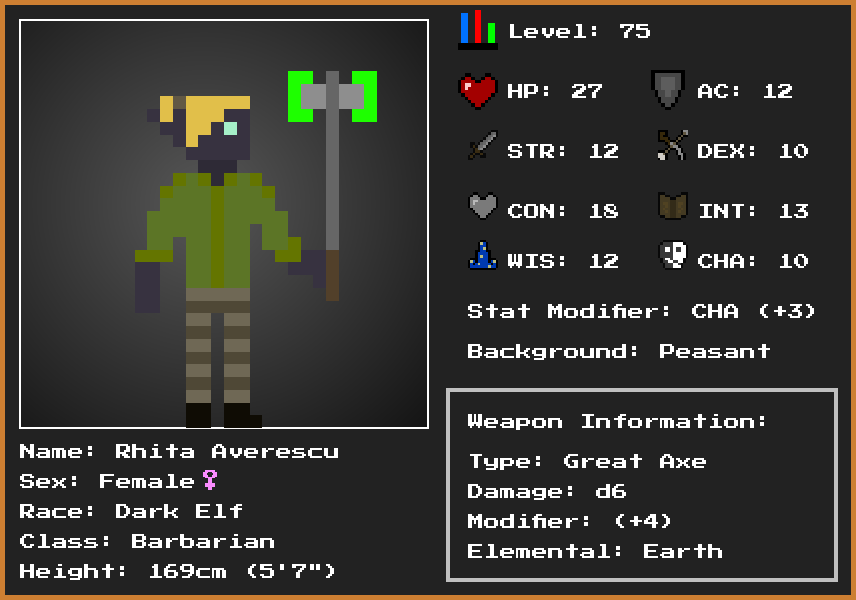 Level: 75
HP: 27
AC: 12
STR: 12
DEX: 10
CON: 18
INT: 13
WIS: 12
CHA: 10
Stat Modifier: CHA (+3)
Background: Peasant
Name: Rhita Averescu
Sex: Female♀
Race: Dark Elf
Class: Barbarian
Height: 169cm (5'7")
Weapon Information:
Type: Great Axe
Damage: d6
Modifier: (+4)
Elemental: Earth